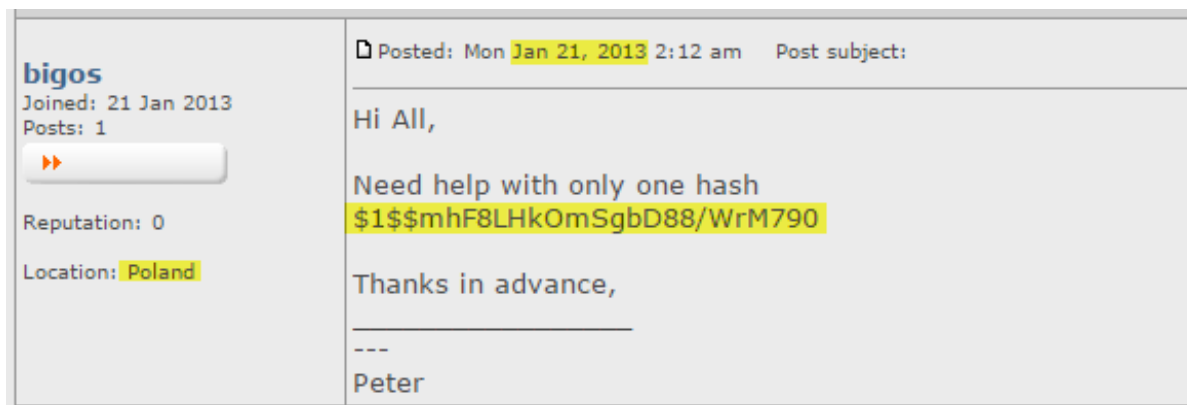 bigos
Joined: 21 Jan 2013
Posts: 1
Reputation: 0
Location: Poland
Posted: Mon Jan 21, 2013 2:12 am Post subject:
Hi All,
Need help with only one hash
$1$$mhF8LHkOmSgbD88/WrM790
Thanks in advance,
___________________
---
Peter